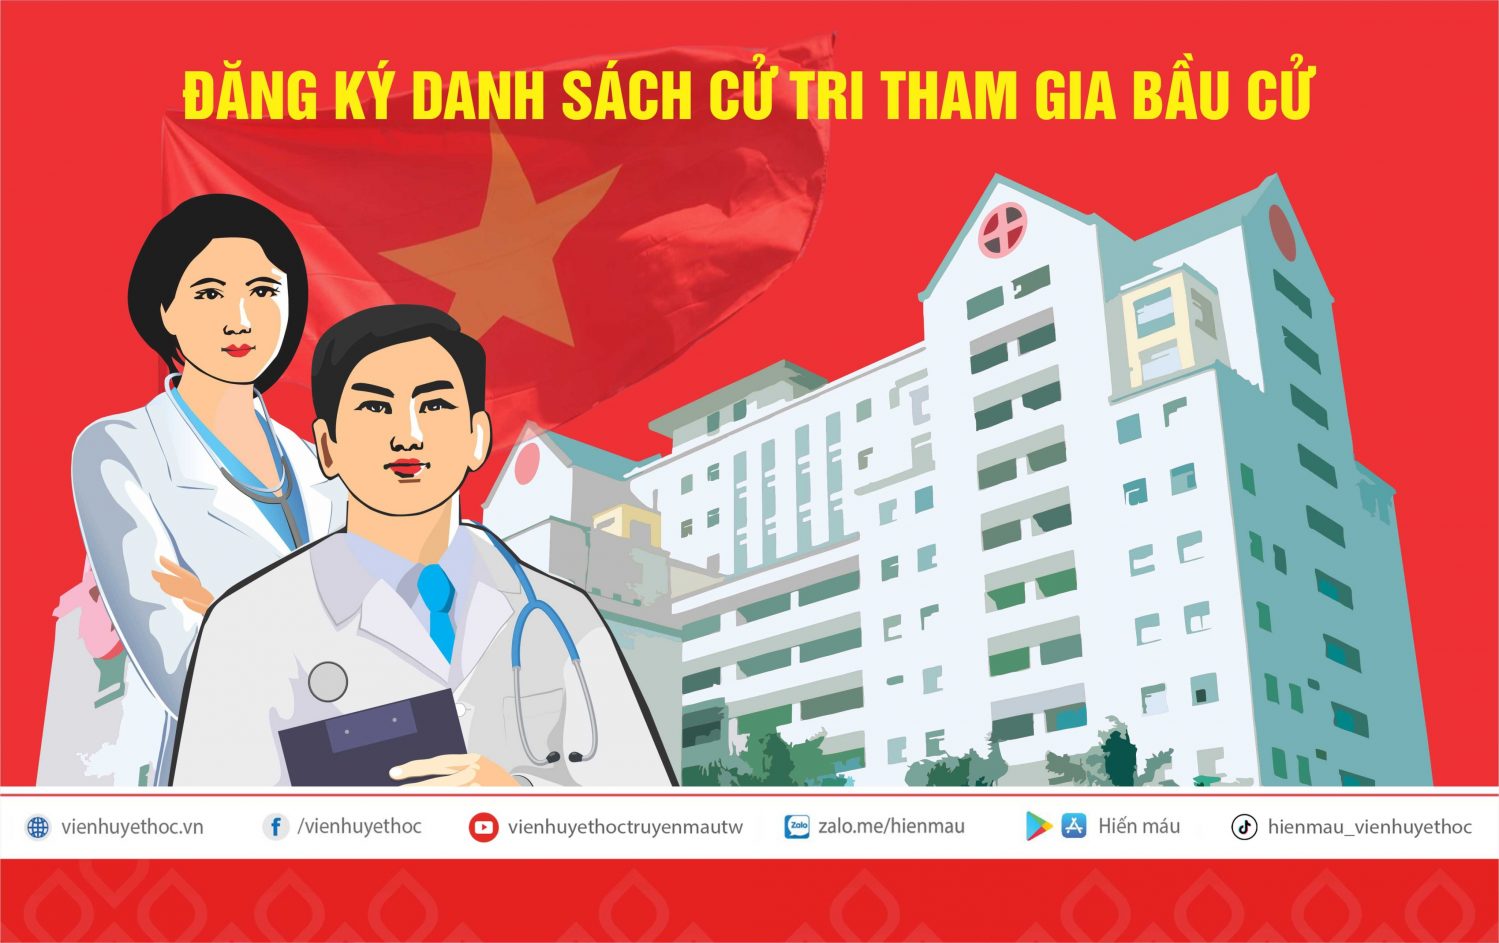 ĐĂNG KÝ DANH SÁCH CỬ TRI THAM GIA BẦU CỬ
vienhuyethoc.vn
/vienhuyethoc
vienhuyethoctruyenmautw
Zalo
zalo.me/hienmau
Hiến máu
hienmau_vienhuyethoc